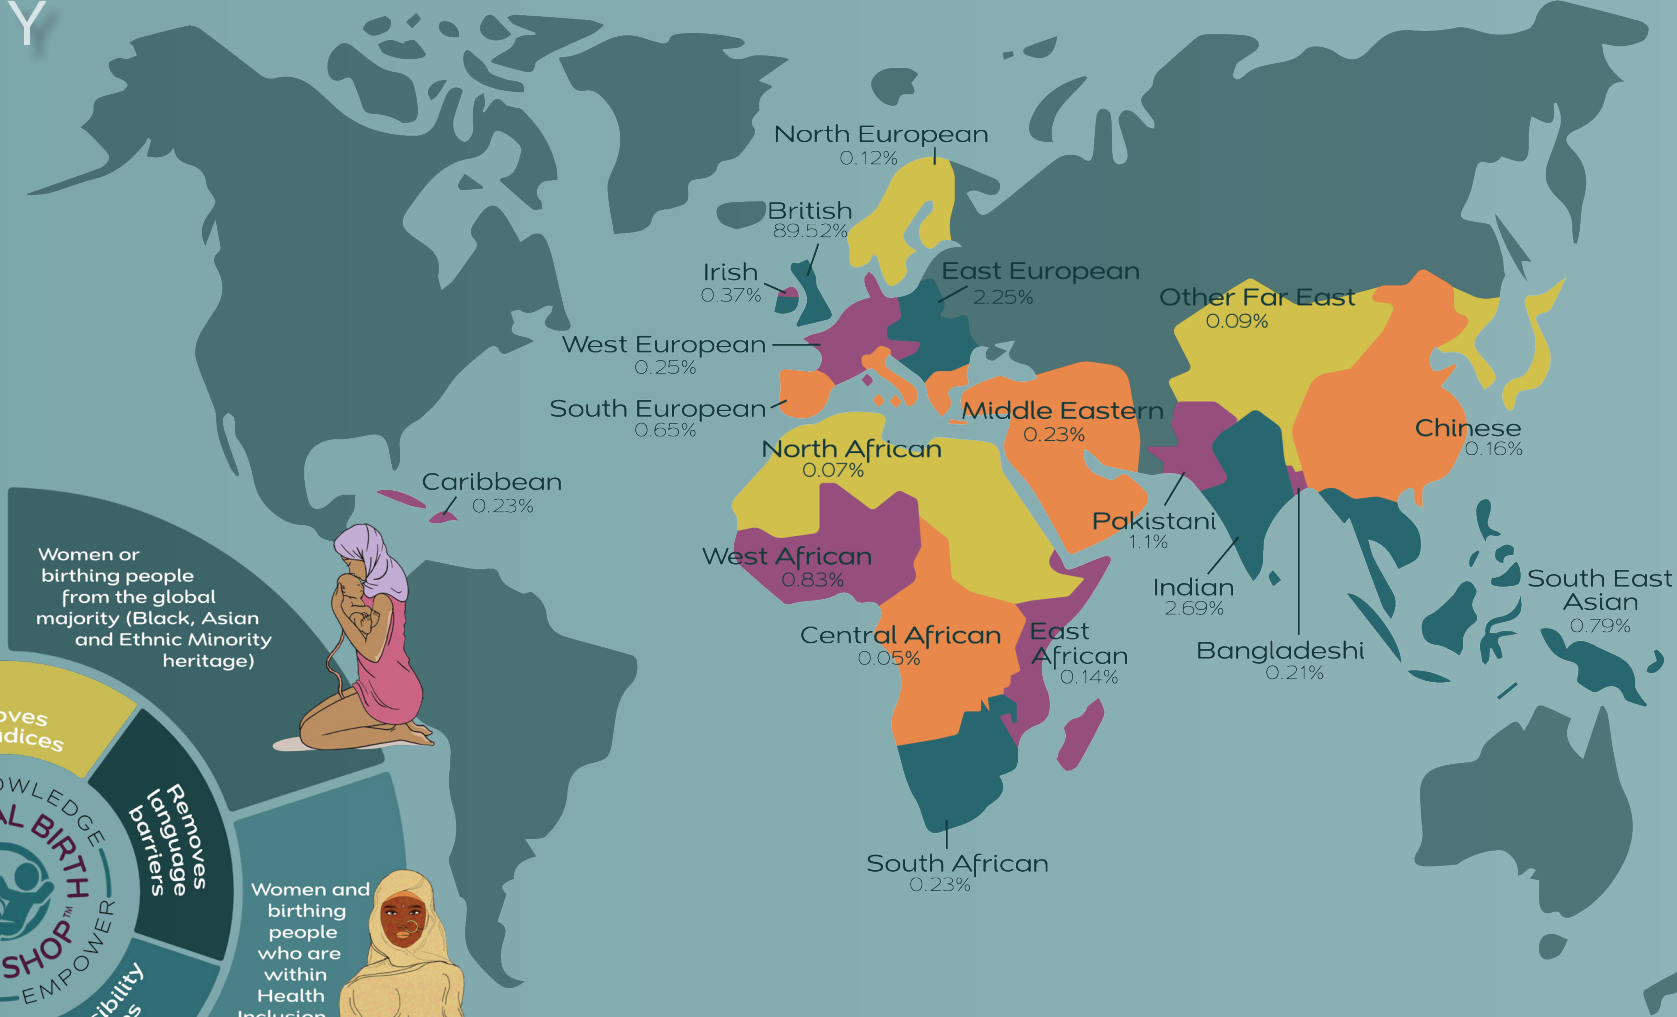 Y
North European
0.12%
British
89.52%
Irish
0.37%
East European
2.25%
Other Far East
0.09%
West European
0.25%
South European
0.65%
Middle Eastern
0.23%
Chinese
0.16%
North African
0.07%
Caribbean
0.23%
Pakistani
1.1%
West African
0.83%
Indian
2.69%
South East
Asian
0.79%
Central African
0.05%
East
African
0.14%
Bangladeshi
0.21%
South African
0.23%
Women or
birthing people
from the global
majority (Black, Asian
and Ethnic Minority
heritage)
Removes
language
barriers
BIRTH
SHOP™
EMPOWER
Women and
birthing
people
who are
within
Health
Inclusion